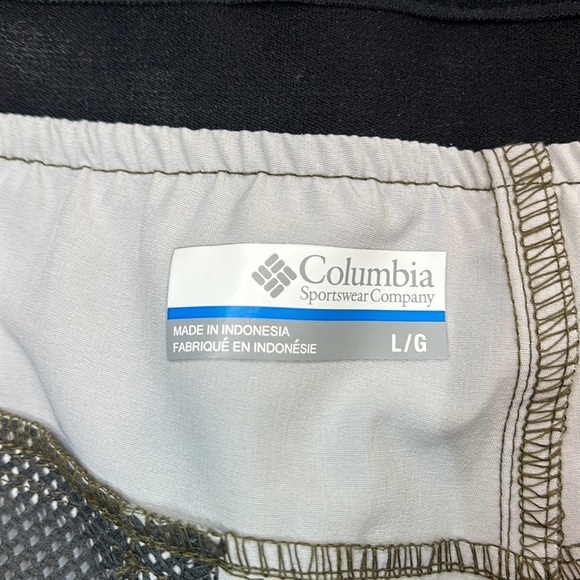 Columbia
Sportswear Company
MADE IN INDONESIA
FABRIQUÉ EN INDONÉSIE
L/G